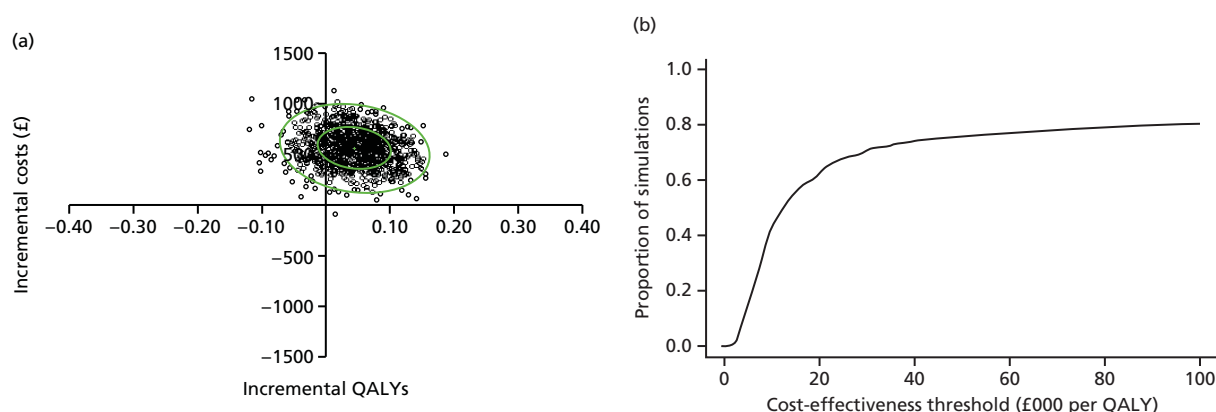 (a)
1500
1000
500
−500
−1000
−1500
−0.40 −0.30 −0.20 −0.10 0.10 0.20 0.30 0.40
Incremental costs (£)
Incremental QALYs
(b)
1.0
0.8
0.6
0.4
0.2
0.0
0 20 40 60 80 100
Proportion of simulations
Cost-effectiveness threshold (£000 per QALY)